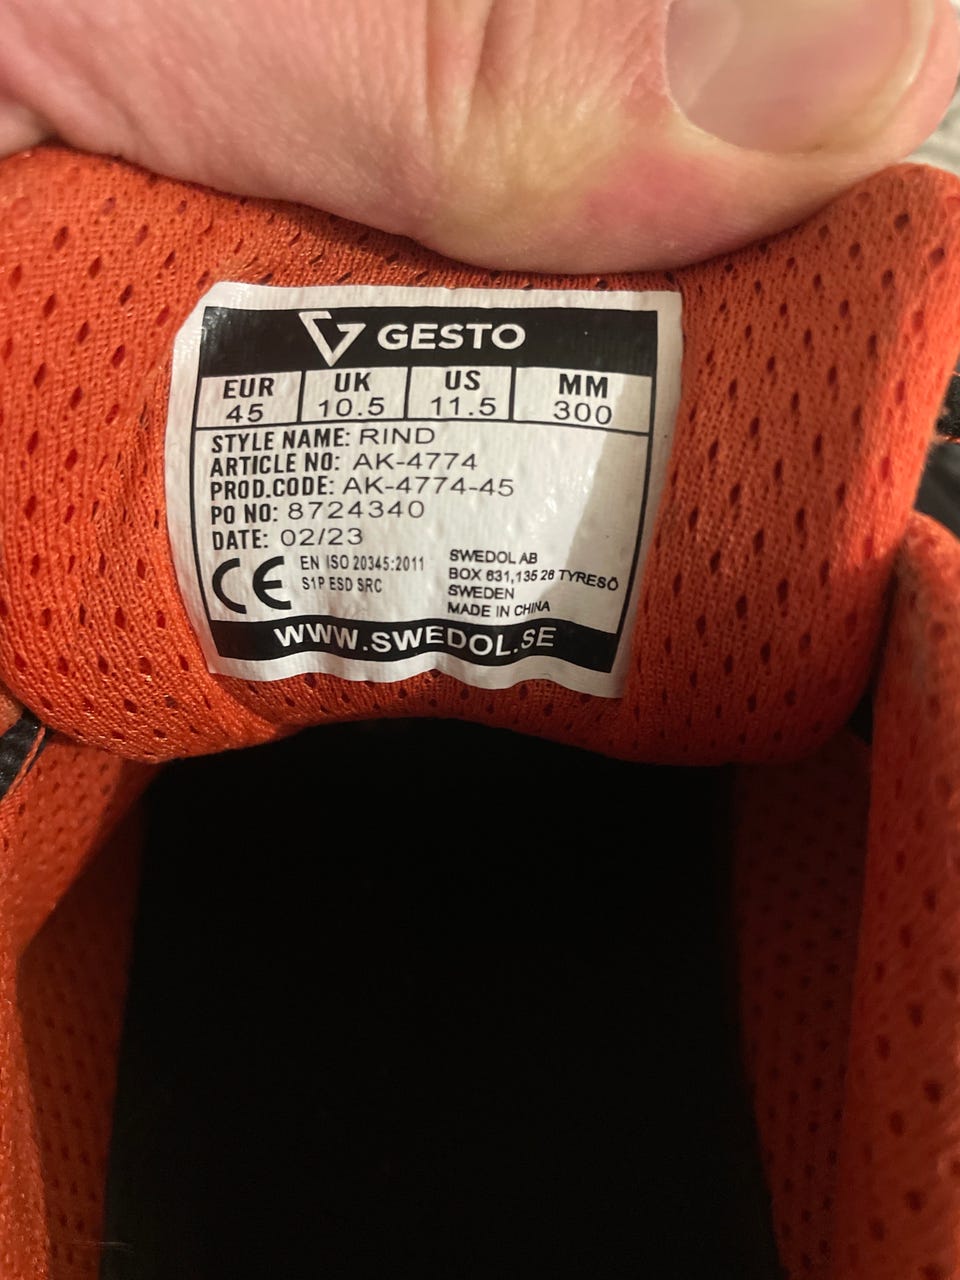 GESTO
EUR UK US MM
45 10.5 11.5 300
STYLE NAME: RIND
ARTICLE NO: AK-4774
PROD.CODE: AK-4774-45
PO NO: 8724340
DATE: 02/23
CE EN ISO 20345:2011
S1P ESD SRC
SWEDOL AB
BOX 631,135 26 TYRESÖ
SWEDEN
MADE IN CHINA
WWW.SWEDOL.SE